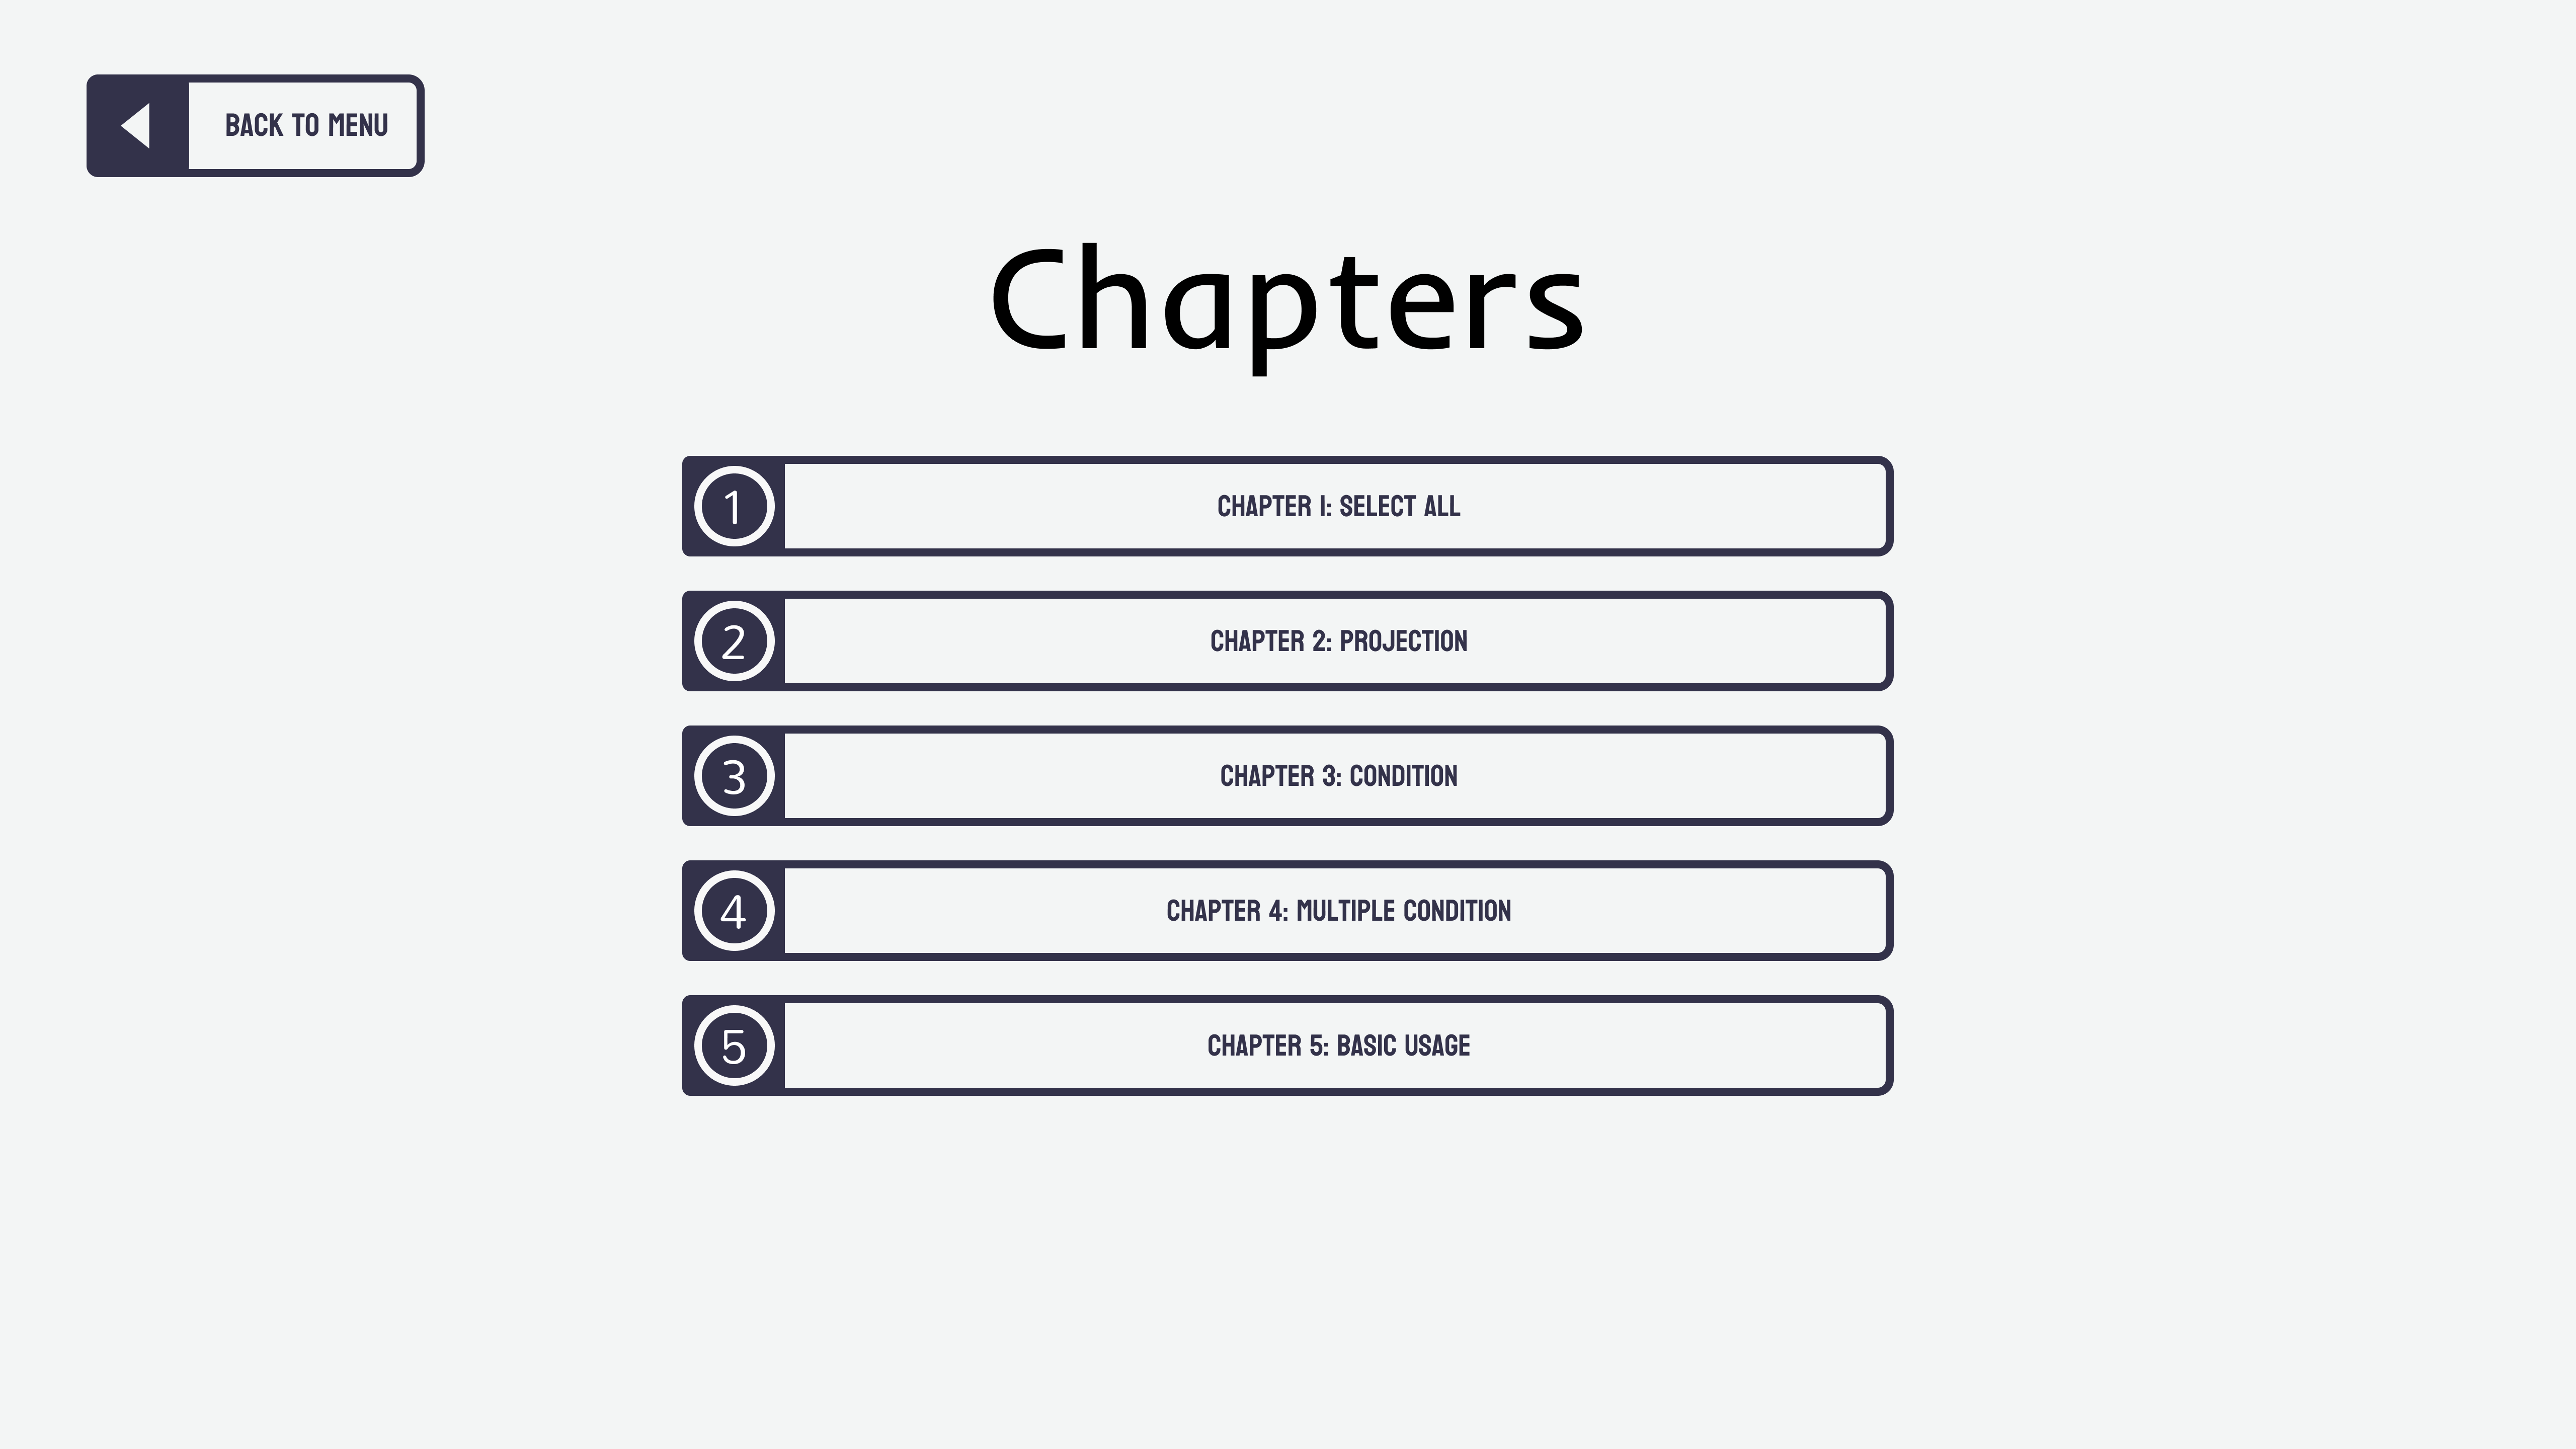 BACK TO MENU
Chapters
1
CHAPTER 1: SELECT ALL
2
CHAPTER 2: PROJECTION
3
CHAPTER 3: CONDITION
4
CHAPTER 4: MULTIPLE CONDITION
5
CHAPTER 5: BASIC USAGE